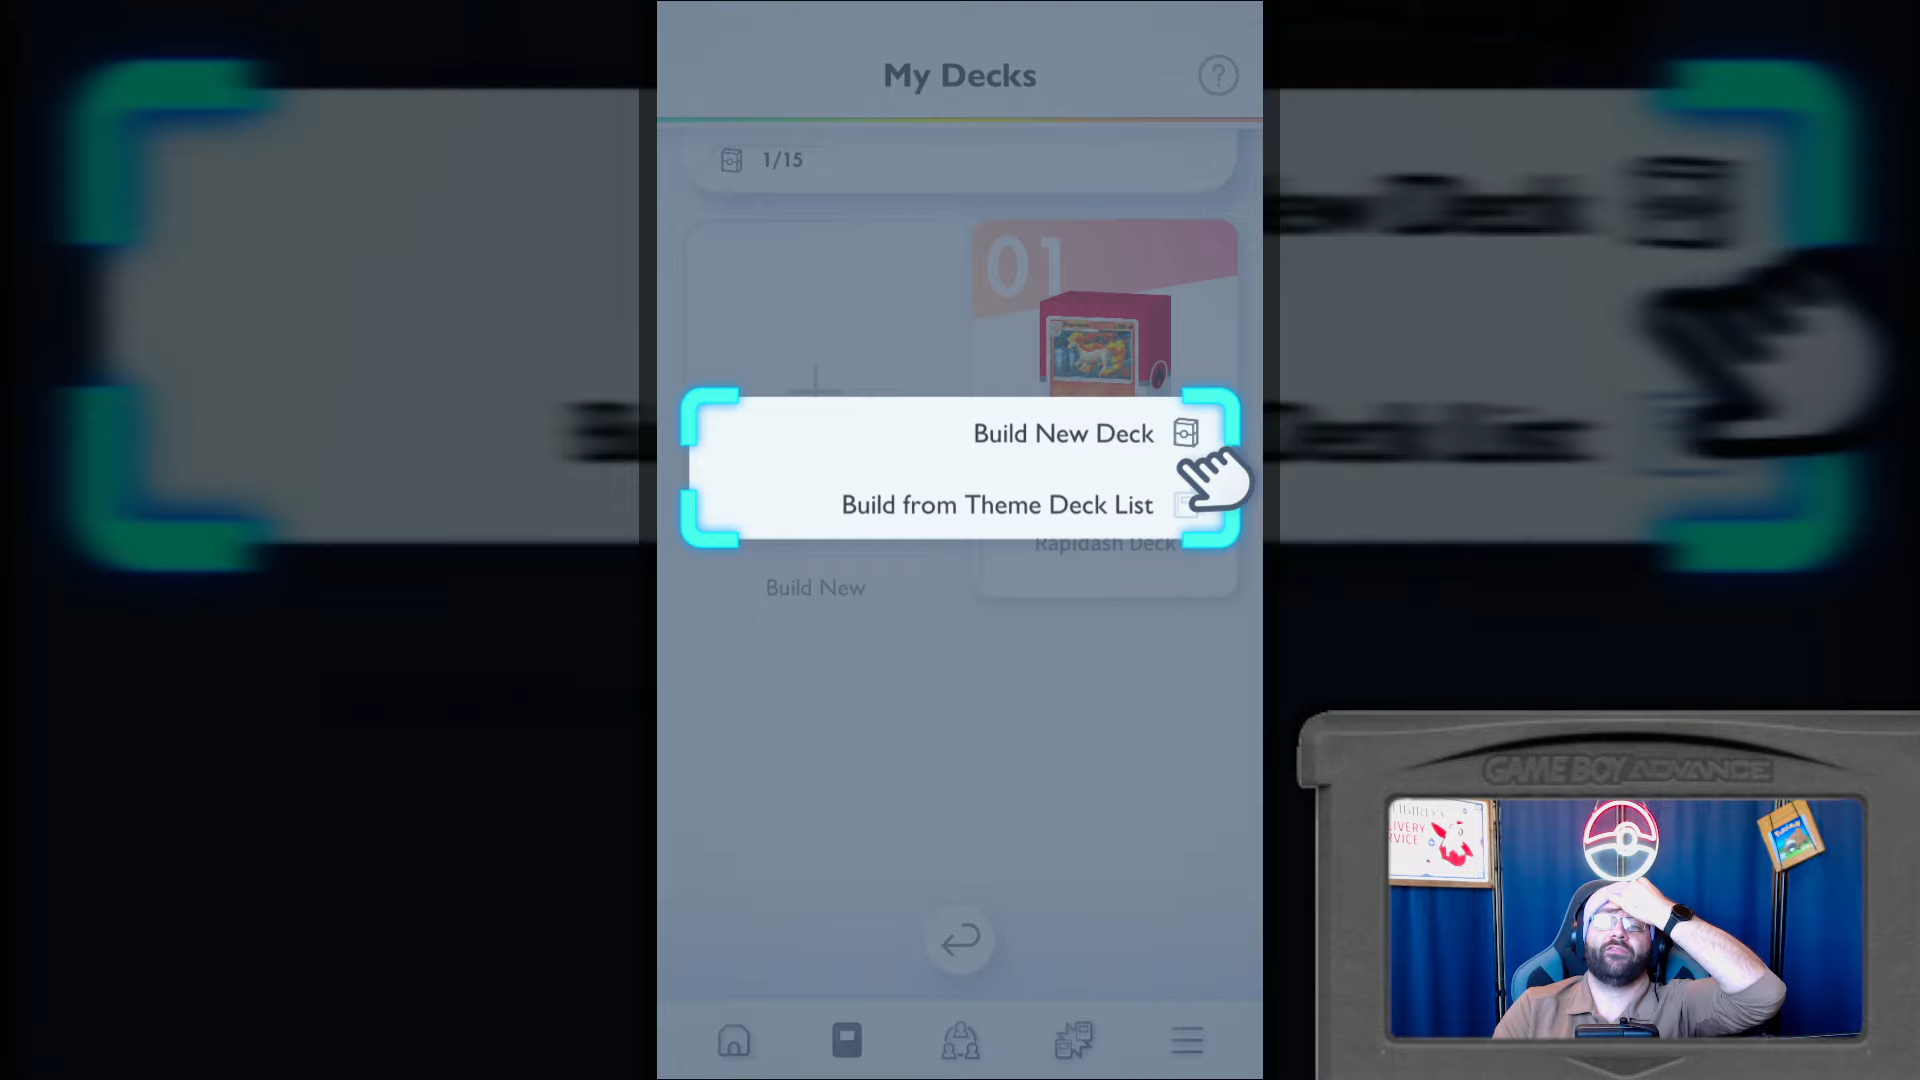 My Decks
?
1/15
01
Build New Deck
Build from Theme Deck List
Rapidash Deck
Build New
GAME BOY ADVANCE